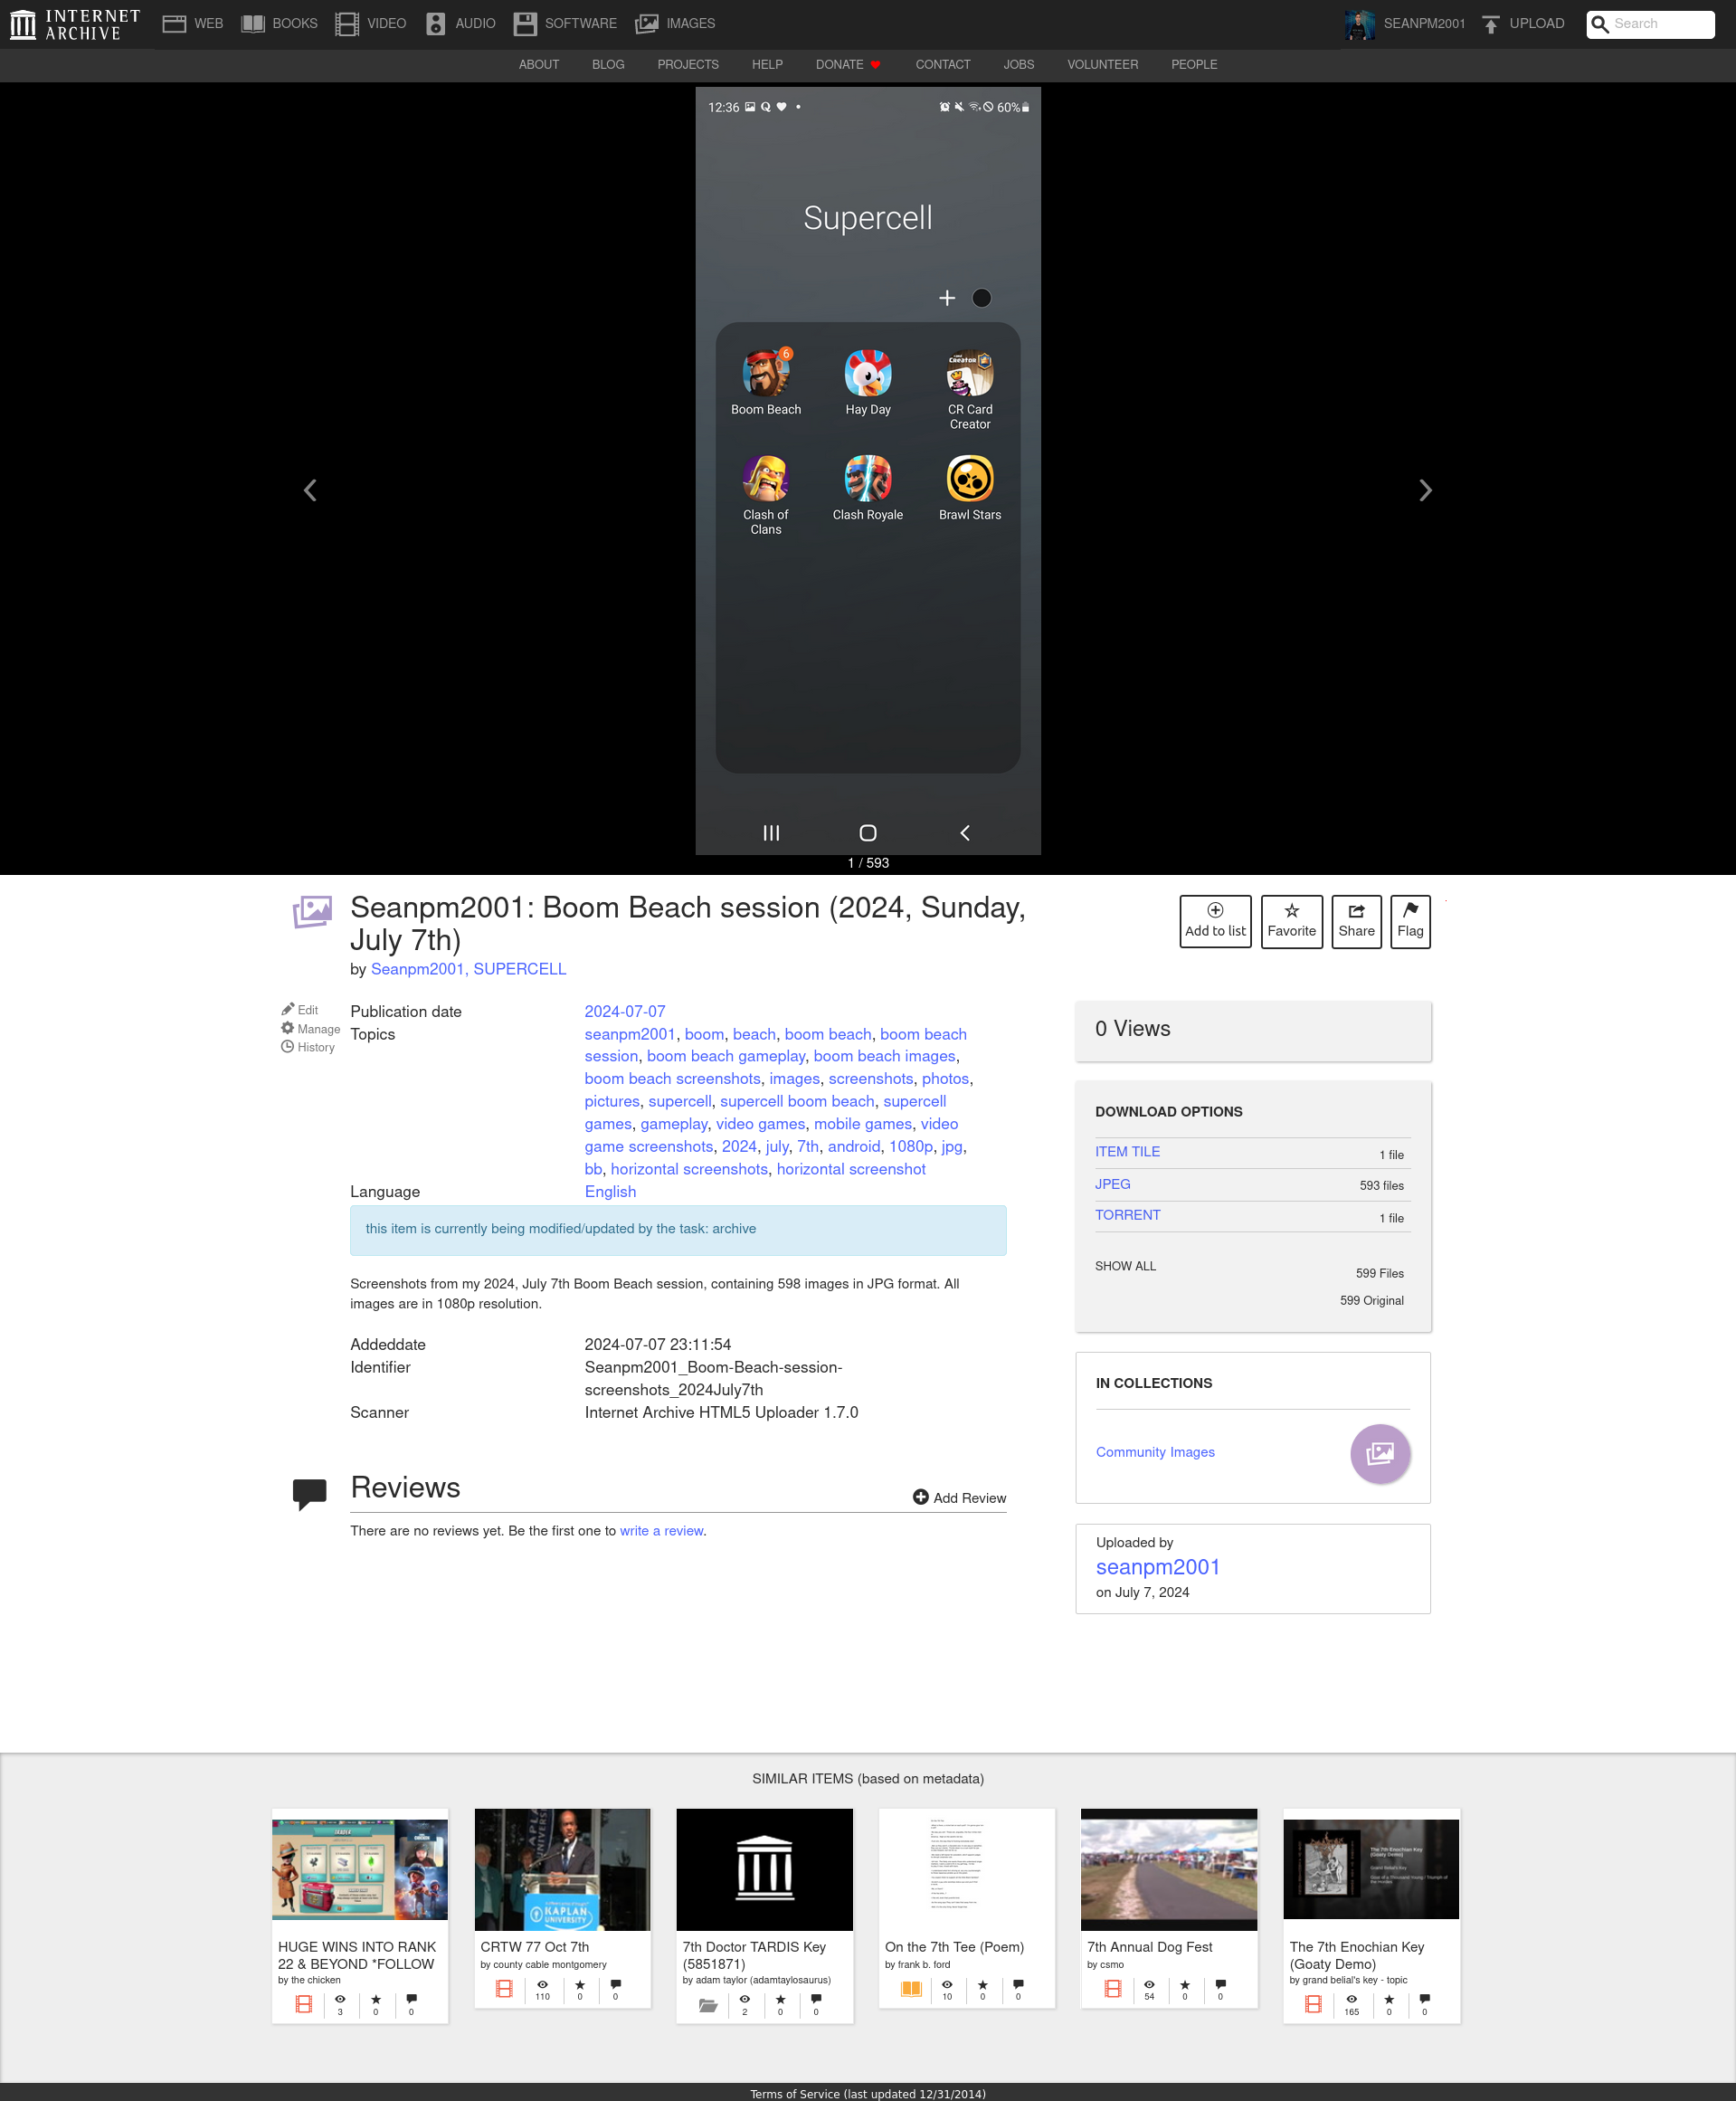 INTERNET
ARCHIVE
WEB
BOOKS
VIDEO
AUDIO
SOFTWARE
IMAGES
SEANPM2001
UPLOAD
Search
ABOUT
BLOG
PROJECTS
HELP
DONATE
CONTACT
JOBS
VOLUNTEER
PEOPLE
12:36
60%
Supercell
6
Boom Beach
Hay Day
CR Card
Creator
Clash of
Clans
Clash Royale
Brawl Stars
1 / 593
Seanpm2001: Boom Beach session (2024, Sunday,
July 7th)
by Seanpm2001, SUPERCELL
Add to list
Favorite
Share
Flag
Edit
Manage
History
Publication date
2024-07-07
Topics
seanpm2001, boom, beach, boom beach, boom beach
session, boom beach gameplay, boom beach images,
boom beach screenshots, images, screenshots, photos,
pictures, supercell, supercell boom beach, supercell
games, gameplay, video games, mobile games, video
game screenshots, 2024, july, 7th, android, 1080p, jpg,
bb, horizontal screenshots, horizontal screenshot
Language
English
this item is currently being modified/updated by the task: archive
Screenshots from my 2024, July 7th Boom Beach session, containing 598 images in JPG format. All
images are in 1080p resolution.
Addeddate
2024-07-07 23:11:54
Identifier
Seanpm2001_Boom-Beach-session-
screenshots_2024July7th
Scanner
Internet Archive HTML5 Uploader 1.7.0
Reviews
Add Review
There are no reviews yet. Be the first one to write a review.
0 Views
DOWNLOAD OPTIONS
ITEM TILE
1 file
JPEG
593 files
TORRENT
1 file
SHOW ALL
599 Files
599 Original
IN COLLECTIONS
Community Images
Uploaded by
seanpm2001
on July 7, 2024
SIMILAR ITEMS (based on metadata)
HUGE WINS INTO RANK
22 & BEYOND *FOLLOW
by the chicken
3
0
0
KAPLAN
UNIVERSITY
CRTW 77 Oct 7th
by county cable montgomery
110
0
0
7th Doctor TARDIS Key
(5851871)
by adam taylor (adamtaylosaurus)
2
0
0
On the 7th Tee (Poem)
by frank b. ford
10
0
0
7th Annual Dog Fest
by csmo
54
0
0
The 7th Enochian Key
(Goaty Demo)
The 7th Enochian Key
(Goaty Demo)
by grand belial's key - topic
165
0
0
Terms of Service (last updated 12/31/2014)